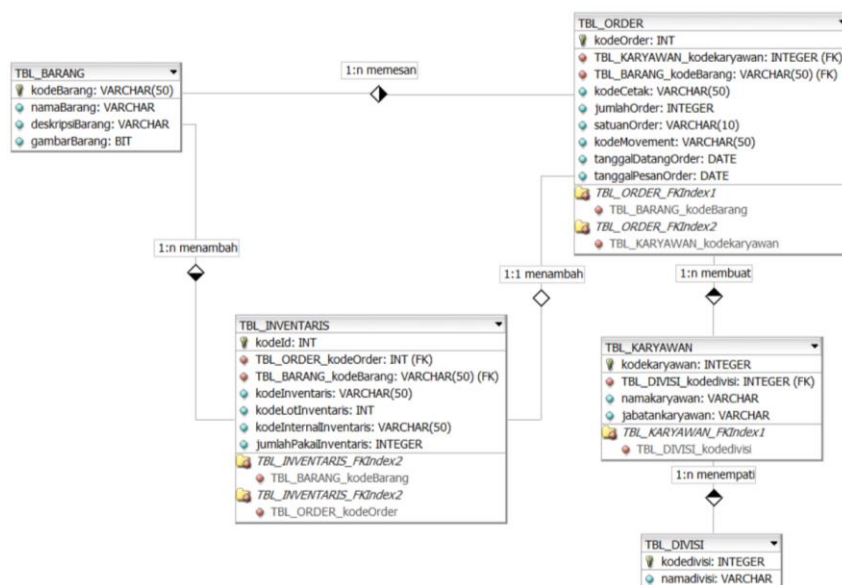 TBL_ORDER
kodeOrder: INT
TBL_KARYAWAN_kodekaryawan: INTEGER (FK)
TBL_BARANG_kodeBarang: VARCHAR(50) (FK)
kodeCetak: VARCHAR(50)
jumlahOrder: INTEGER
satuanOrder: VARCHAR(10)
kodeMovement: VARCHAR(50)
tanggalDatangOrder: DATE
tanggalPesanOrder: DATE
TBL_ORDER_FKIndex1
TBL_BARANG_kodeBarang
TBL_ORDER_FKIndex2
TBL_KARYAWAN_kodekaryawan
1:n memesan
TBL_BARANG
kodeBarang: VARCHAR(50)
namaBarang: VARCHAR
deskripsiBarang: VARCHAR
gambarBarang: BIT
1:n menambah
1:1 menambah
1:n membuat
TBL_INVENTARIS
kodeId: INT
TBL_ORDER_kodeOrder: INT (FK)
TBL_BARANG_kodeBarang: VARCHAR(50) (FK)
kodeInventaris: VARCHAR(50)
kodeLotInventaris: INT
kodeInternalInventaris: VARCHAR(50)
jumlahPakaiInventaris: INTEGER
TBL_INVENTARIS_FKIndex2
TBL_BARANG_kodeBarang
TBL_INVENTARIS_FKIndex2
TBL_ORDER_kodeOrder
TBL_KARYAWAN
kodekaryawan: INTEGER
TBL_DIVISI_kodedivisi: INTEGER (FK)
namakaryawan: VARCHAR
jabatankaryawan: VARCHAR
TBL_KARYAWAN_FKIndex1
TBL_DIVISI_kodedivisi
1:n menempati
TBL_DIVISI
kodedivisi: INTEGER
namadivisi: VARCHAR